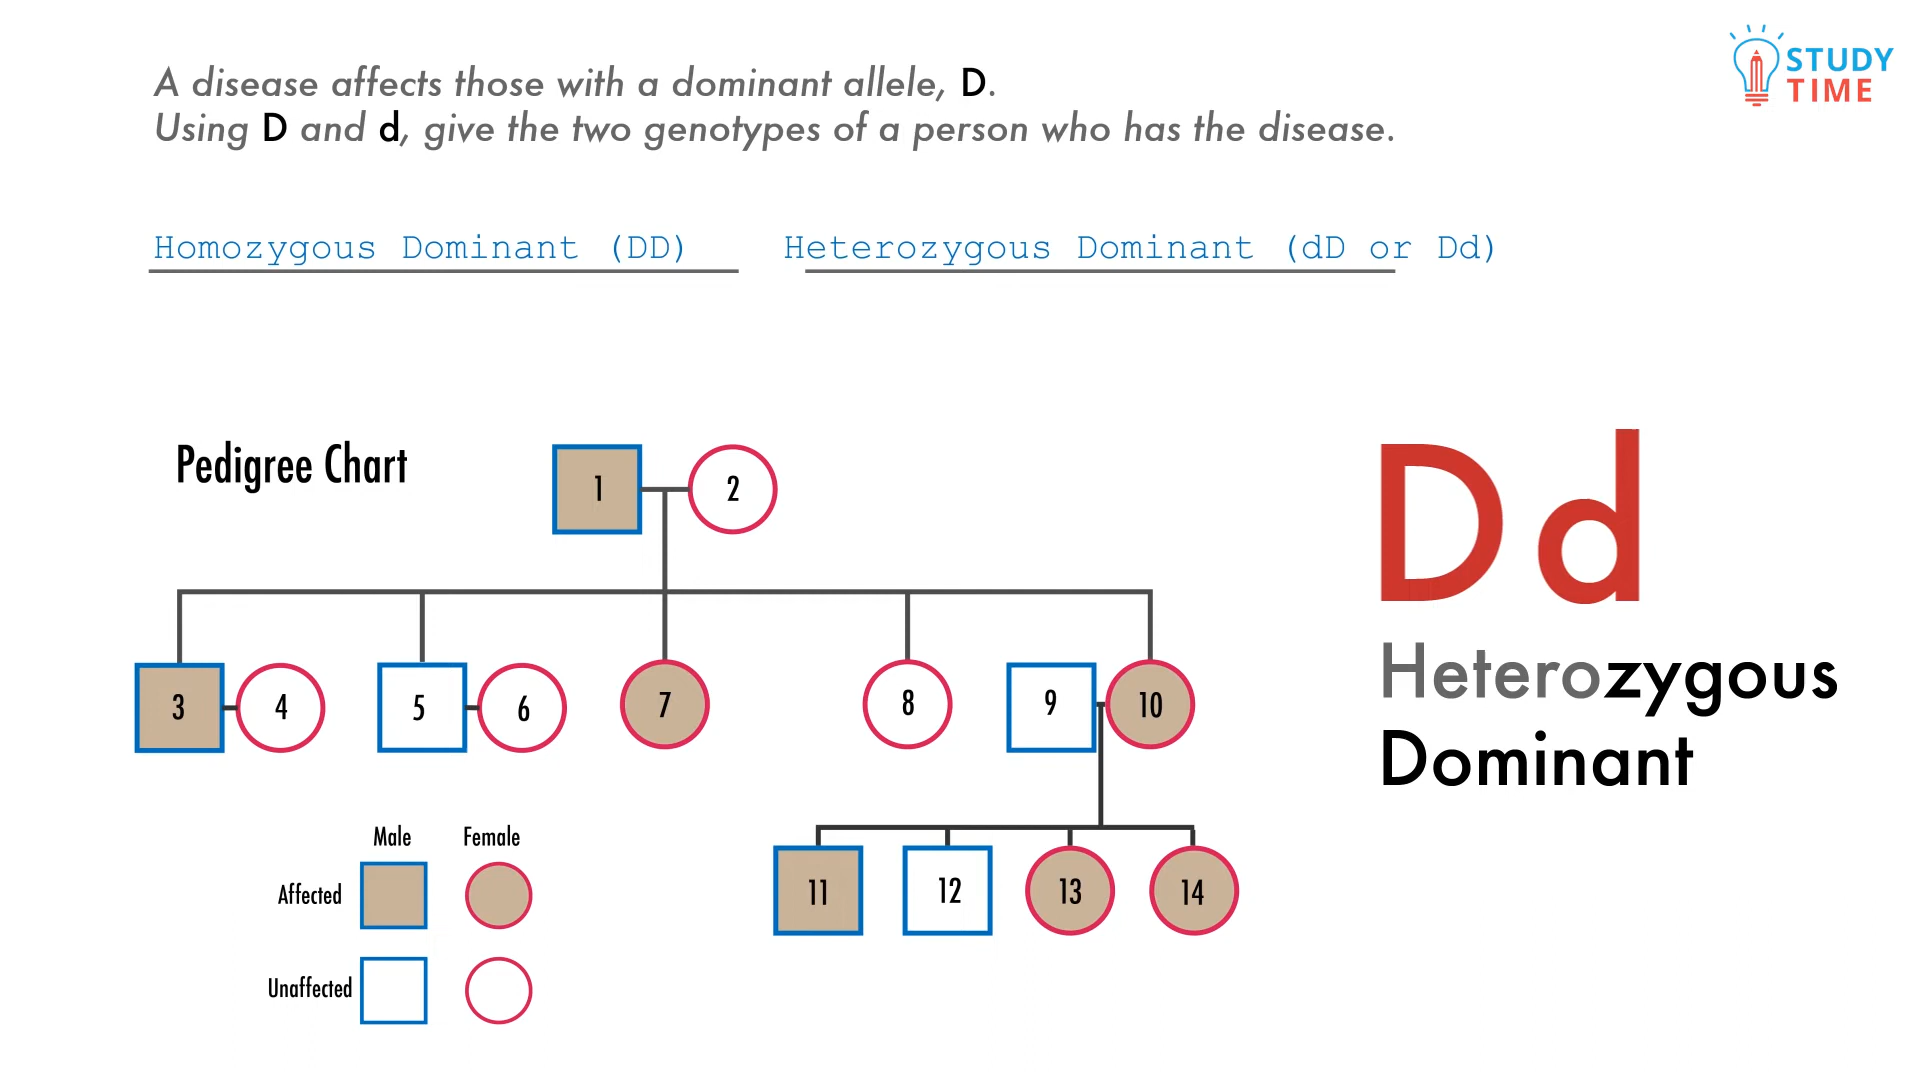 STUDY
TIME
A disease affects those with a dominant allele, D.
Using D and d, give the two genotypes of a person who has the disease.
Homozygous Dominant (DD) Heterozygous Dominant (dD or Dd)
Pedigree Chart
1 2
Dd
Heterozygous
Dominant
3 4 5 6 7 8 9 10
Male Female
Affected
11 12 13 14
Unaffected